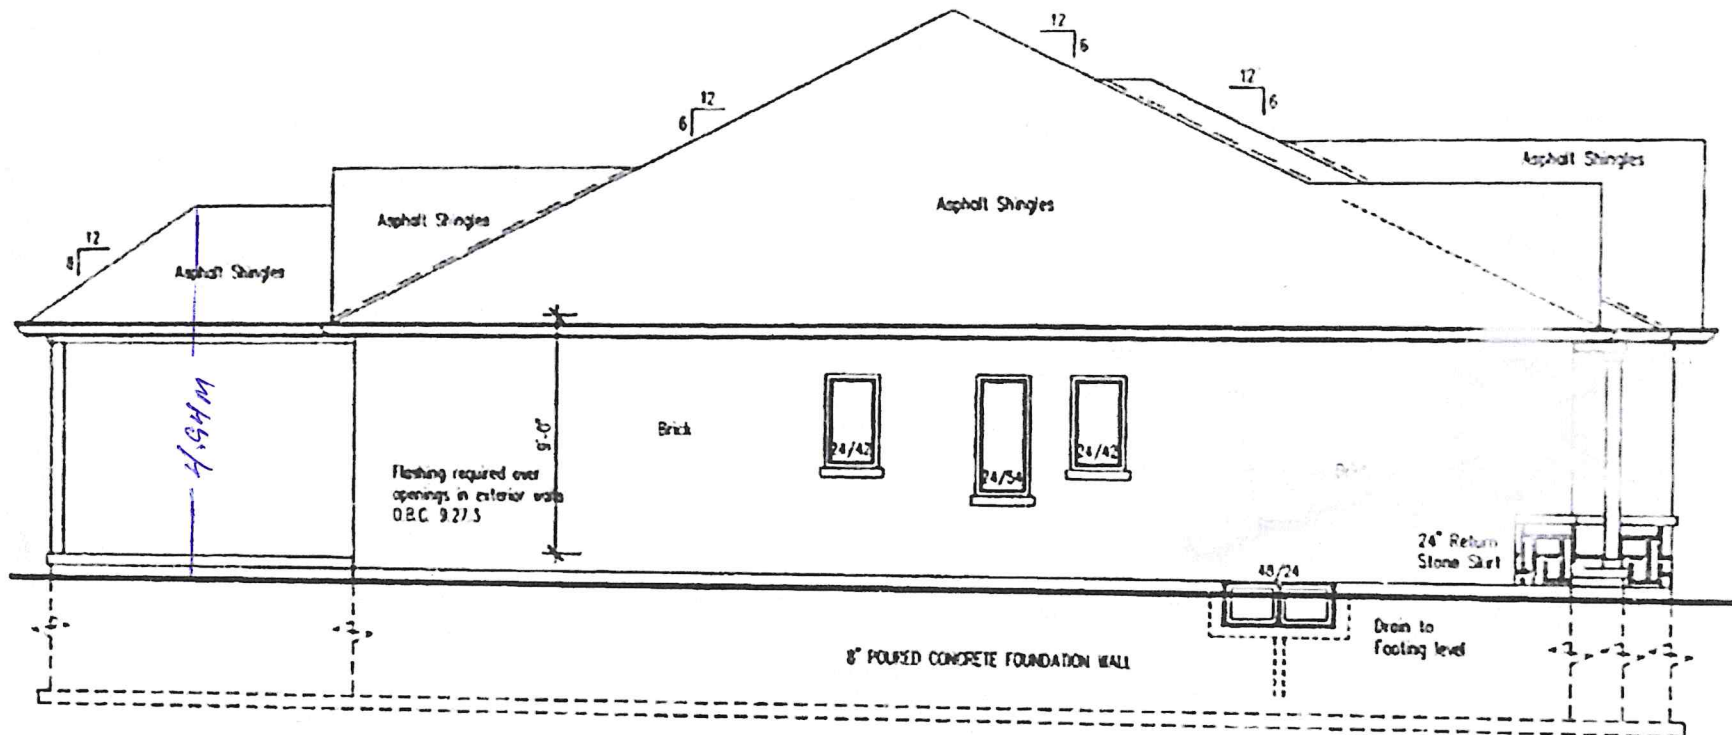 12
6
12
6
12
6
Asphalt Shingles
Asphalt Shingles
Asphalt Shingles
12
8
Asphalt Shingles
4.94 M
9'-0"
Brick
24/42
24/54
24/42
Flashing required over
openings in exterior walls
O.B.C. 9.27.3
24" Return
Stone Skirt
48/24
Drain to
Footing level
8" POURED CONCRETE FOUNDATION WALL